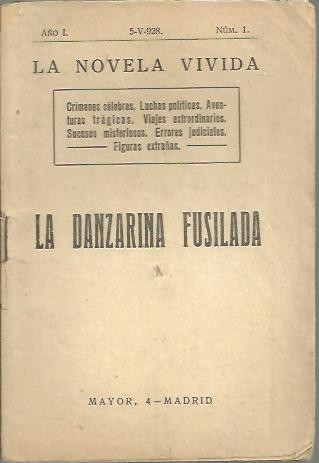 AÑO I. 5-V-928. NÚM. 1.
LA NOVELA VIVIDA
Crímenes célebres. Luchas políticas. Aven-
turas trágicas. Viajes extrordinarios.
Sucesos misteriosos. Errores judiciales.
Figuras extrañas.
LA DANZARINA FUSILADA
MAYOR, 4—MADRID